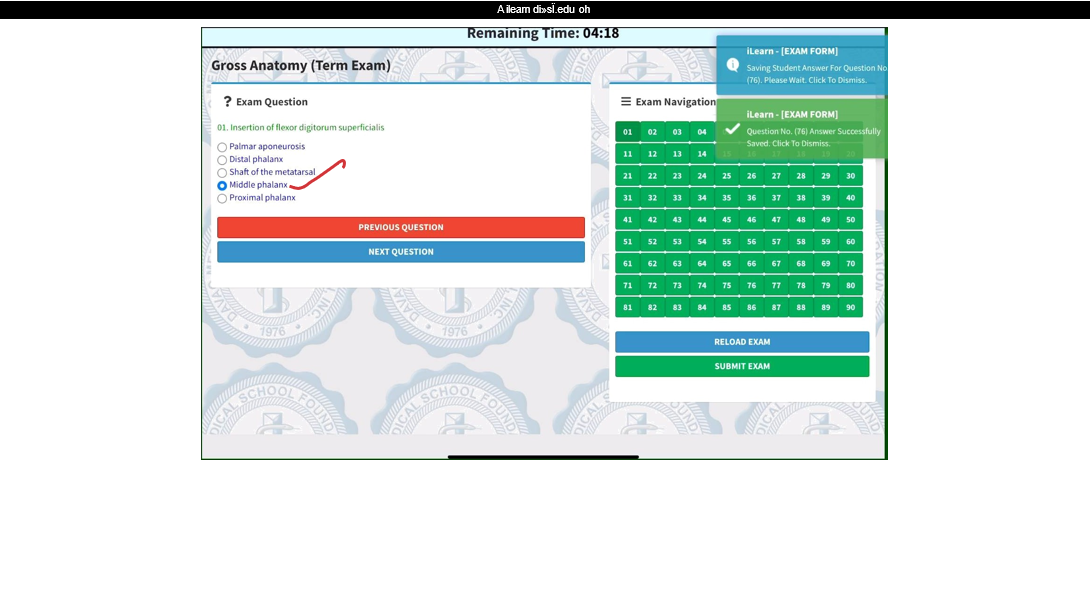 Remaining Time: 04:18
Gross Anatomy (Term Exam)
? Exam Question
01. Insertion of flexor digitorum superficialis
Palmar aponeurosis
Distal phalanx
Shaft of the metatarsal
Middle phalanx
Proximal phalanx
PREVIOUS QUESTION
NEXT QUESTION
iLearn - [EXAM FORM]
Saving Student Answer For Question No
(76). Please Wait. Click To Dismiss.
iLearn - [EXAM FORM]
Question No. (76) Answer Successfully
Saved. Click To Dismiss.
Exam Navigation
01 02 03 04
11 12 13 14
21 22 23 24 25 26 27 28 29 30
31 32 33 34 35 36 37 38 39 40
41 42 43 44 45 46 47 48 49 50
51 52 53 54 55 56 57 58 59 60
61 62 63 64 65 66 67 68 69 70
71 72 73 74 75 76 77 78 79 80
81 82 83 84 85 86 87 88 89 90
RELOAD EXAM
SUBMIT EXAM